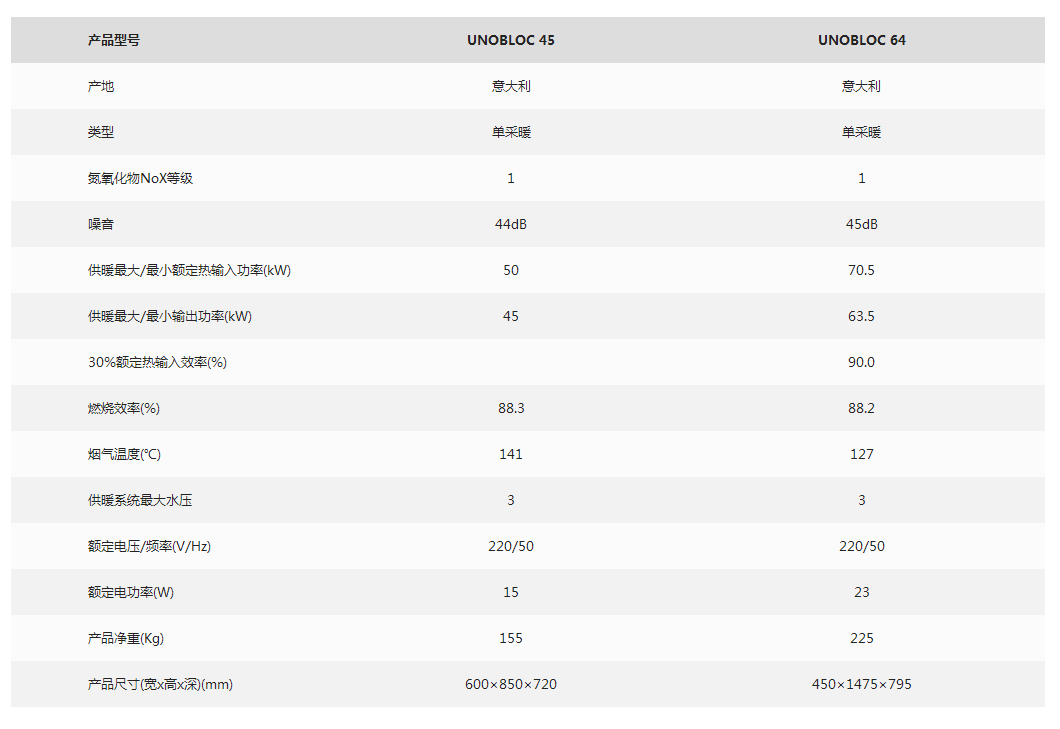 产品型号 UNOBLOC 45 UNOBLOC 64
产地 意大利 意大利
类型 单采暖 单采暖
氮氧化物NoX等级 1 1
噪音 44dB 45dB
供暖最大/最小额定热输入功率(kW) 50 70.5
供暖最大/最小输出功率(kW) 45 63.5
30%额定热输入效率(%) 90.0
燃烧效率(%) 88.3 88.2
烟气温度(℃) 141 127
供暖系统最大水压 3 3
额定电压/频率(V/Hz) 220/50 220/50
额定电功率(W) 15 23
产品净重(Kg) 155 225
产品尺寸(宽x高x深)(mm) 600×850×720 450×1475×795